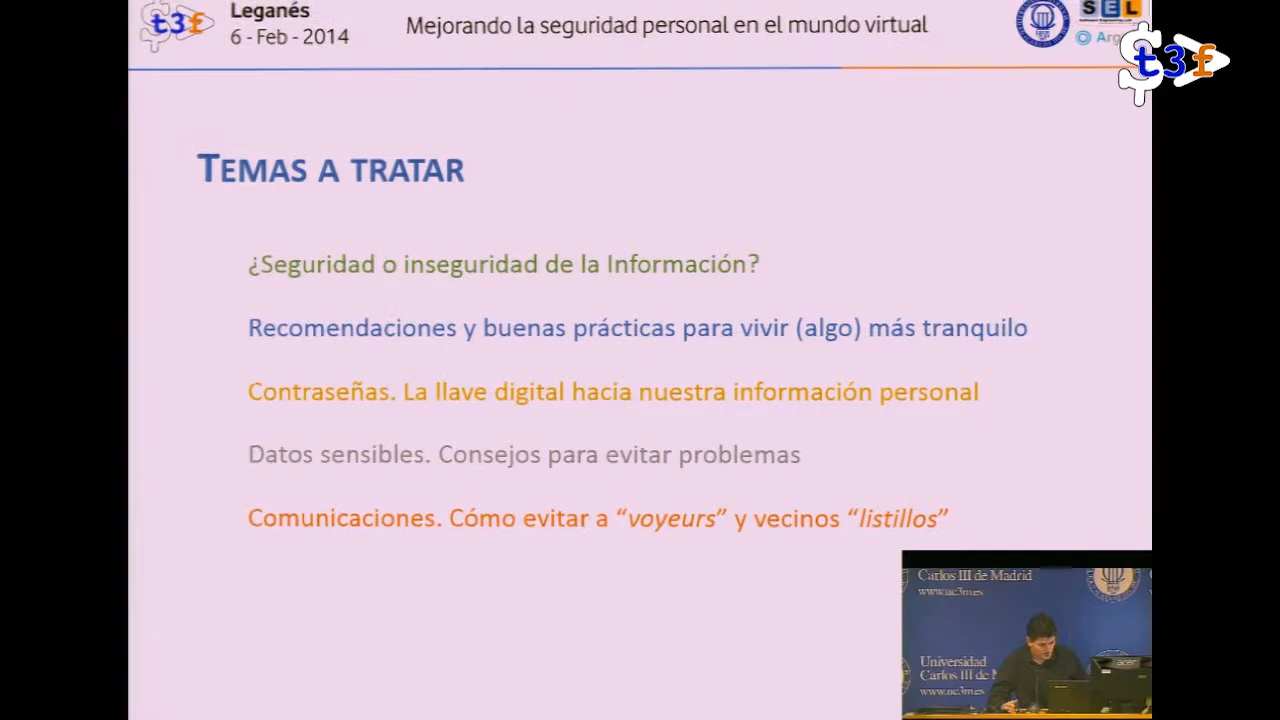 t3f
Leganés
6 - Feb - 2014
Mejorando la seguridad personal en el mundo virtual
SEL
t3f
TEMAS A TRATAR
¿Seguridad o inseguridad de la Información?
Recomendaciones y buenas prácticas para vivir (algo) más tranquilo
Contraseñas. La llave digital hacia nuestra información personal
Datos sensibles. Consejos para evitar problemas
Comunicaciones. Cómo evitar a “voyeurs” y vecinos “listillos”
Carlos III de Madrid
www.uc3m.es
Universidad
Carlos III de M
www.uc3m.es
acer